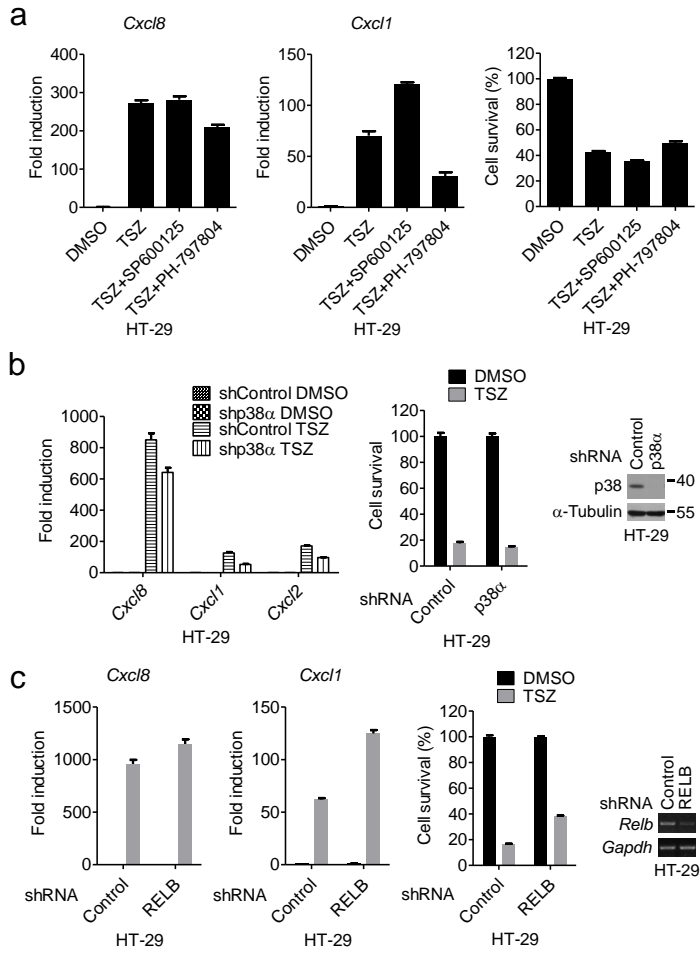 a
Cxcl8
Fold induction
400
300
200
100
0
DMSO
TSZ
TSZ+SP600125
TSZ+PH-797804
HT-29
Cxcl1
Fold induction
150
100
50
0
DMSO
TSZ
TSZ+SP600125
TSZ+PH-797804
HT-29
Cell survival (%)
120
100
80
60
40
20
0
DMSO
TSZ
TSZ+SP600125
TSZ+PH-797804
HT-29
b
shControl DMSO
shp38α DMSO
shControl TSZ
shp38α TSZ
Fold induction
1000
800
600
400
200
0
Cxcl8
Cxcl1
Cxcl2
HT-29
DMSO
TSZ
Cell survival
120
100
80
60
40
20
0
shRNA
Control
p38α
HT-29
shRNA
Control
p38α
p38
40
α-Tubulin
55
HT-29
c
Cxcl8
Fold induction
1500
1000
500
0
shRNA
Control
RELB
HT-29
Cxcl1
Fold induction
150
100
50
0
shRNA
Control
RELB
HT-29
DMSO
TSZ
Cell survival (%)
120
100
80
60
40
20
0
shRNA
Control
RELB
HT-29
shRNA
Control
RELB
Relb
Gapdh
HT-29